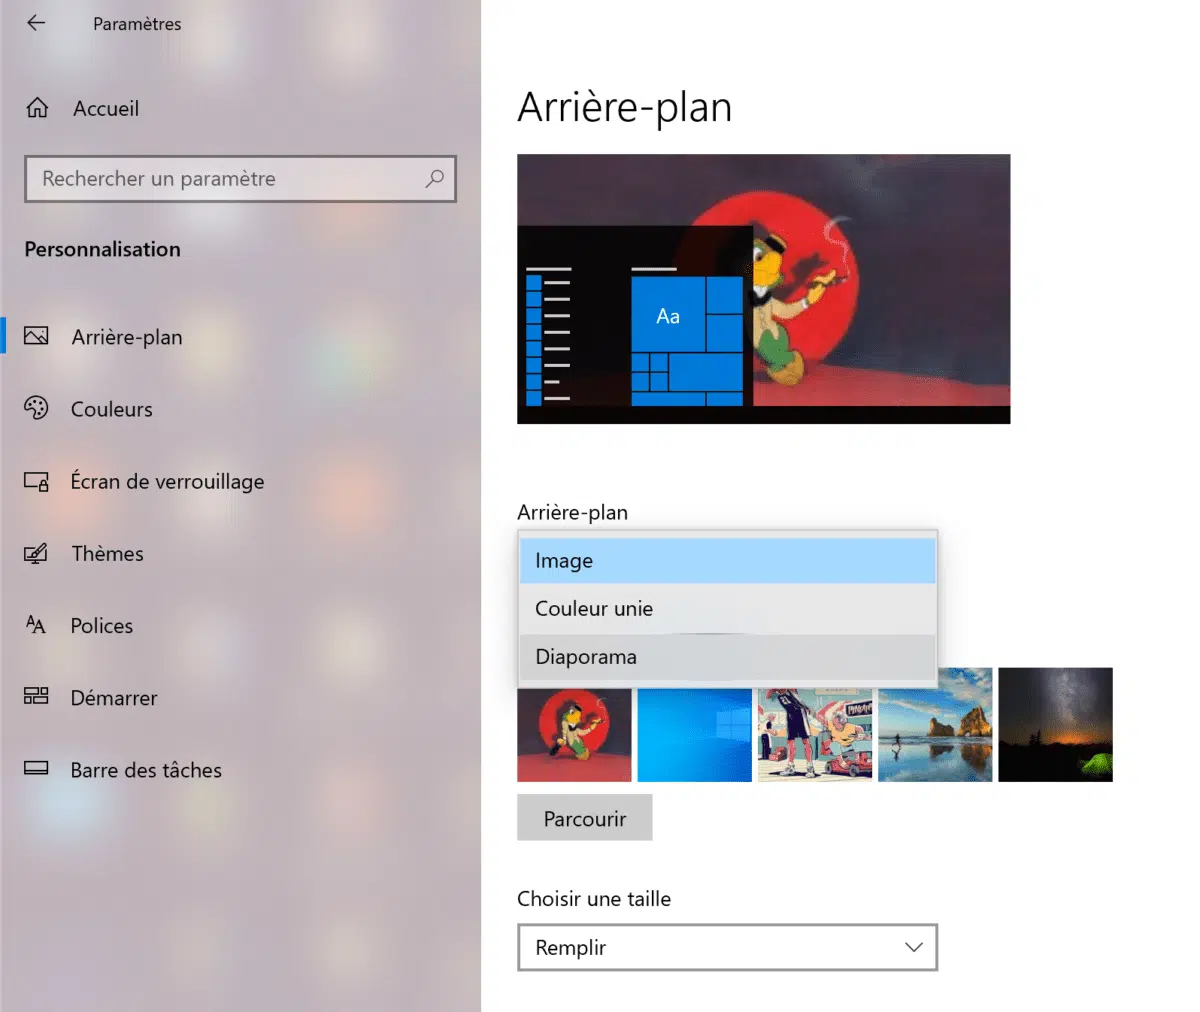 Paramètres
Accueil
Rechercher un paramètre
Personnalisation
Arrière-plan
Couleurs
Écran de verrouillage
Thèmes
Polices
Démarrer
Barre des tâches
Arrière-plan
Aa
Arrière-plan
Image
Couleur unie
Diaporama
Parcourir
Choisir une taille
Remplir